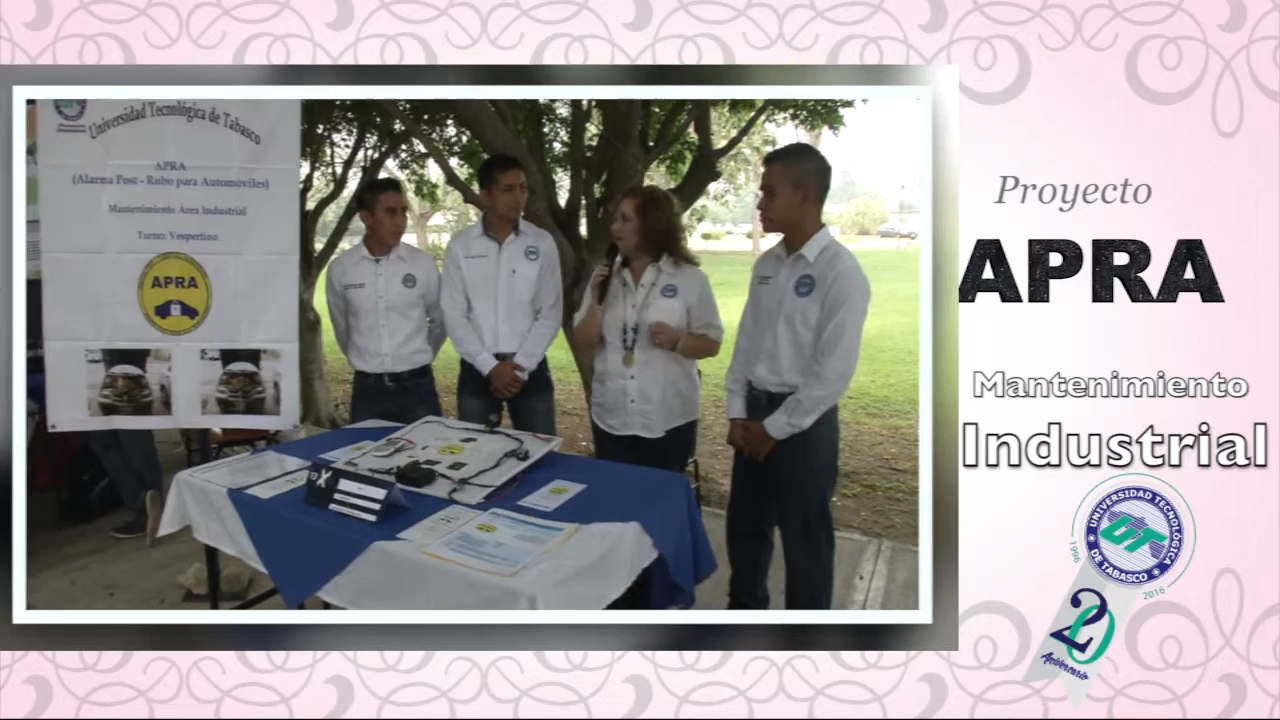 Universidad Tecnológica de Tabasco
APRA
(Alarma Post - Robo para Automóviles)
Mantenimiento Área Industrial
Turno: Vespertino
APRA
Proyecto
APRA
Mantenimiento
Industrial
UNIVERSIDAD TECNOLÓGICA
UT
DE TABASCO
1996
2016
20
Aniversario